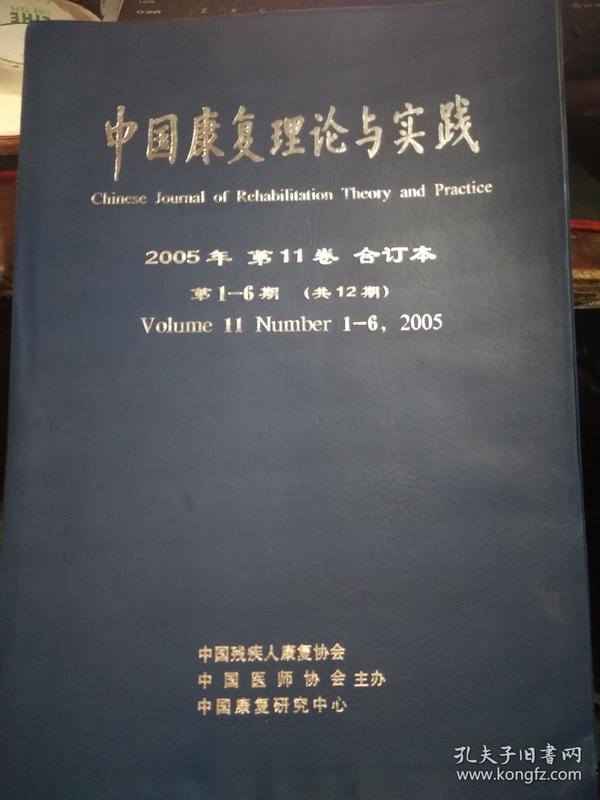 中国康复理论与实践
Chinese Journal of Rehabilitation Theory and Practice
2005年 第11卷 合订本
第1-6期 (共12期)
Volume 11 Number 1-6, 2005
中国残疾人康复协会
中国医师协会 主办
中国康复研究中心
孔夫子旧书网
www.kongfz.com